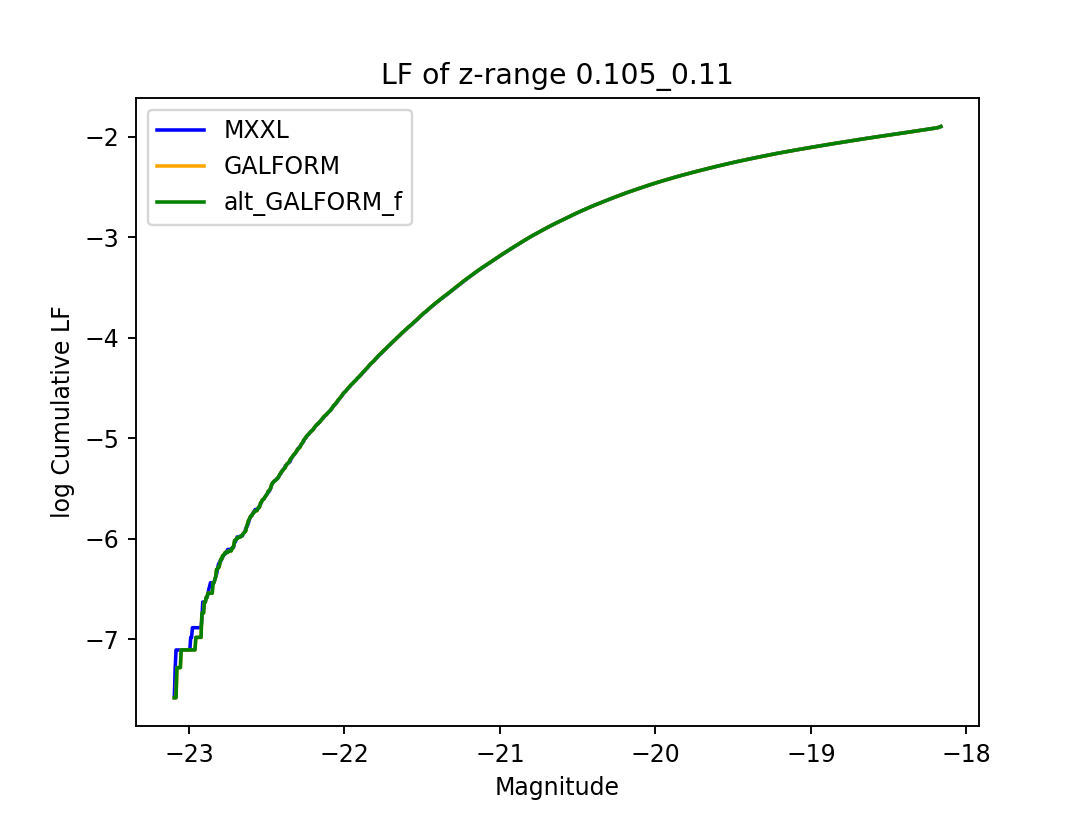 LF of z-range 0.105_0.11
MXXL
GALFORM
alt_GALFORM_f
log Cumulative LF
−2
−3
−4
−5
−6
−7
−23
−22
−21
−20
−19
−18
Magnitude